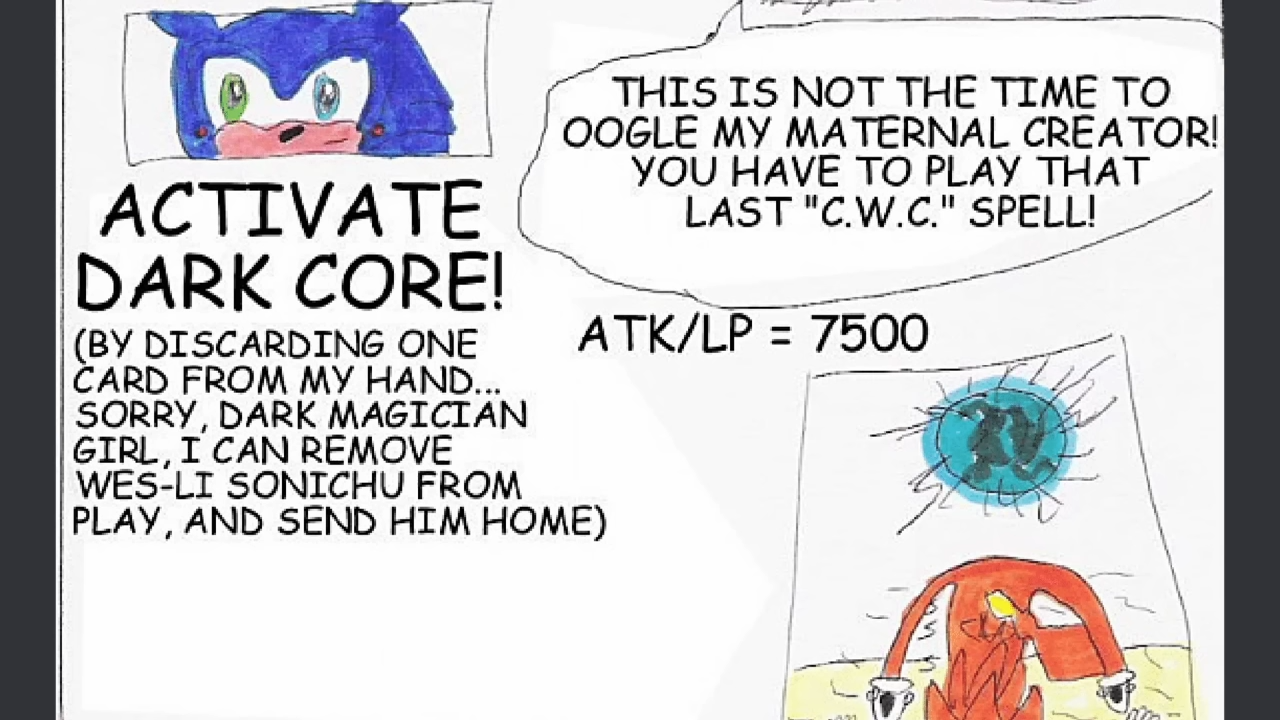 THIS IS NOT THE TIME TO
OOGLE MY MATERNAL CREATOR!
YOU HAVE TO PLAY THAT
LAST "C.W.C." SPELL!
ACTIVATE
DARK CORE!
(BY DISCARDING ONE
CARD FROM MY HAND...
SORRY, DARK MAGICIAN
GIRL, I CAN REMOVE
WES-LI SONICHU FROM
PLAY, AND SEND HIM HOME)
ATK/LP = 7500